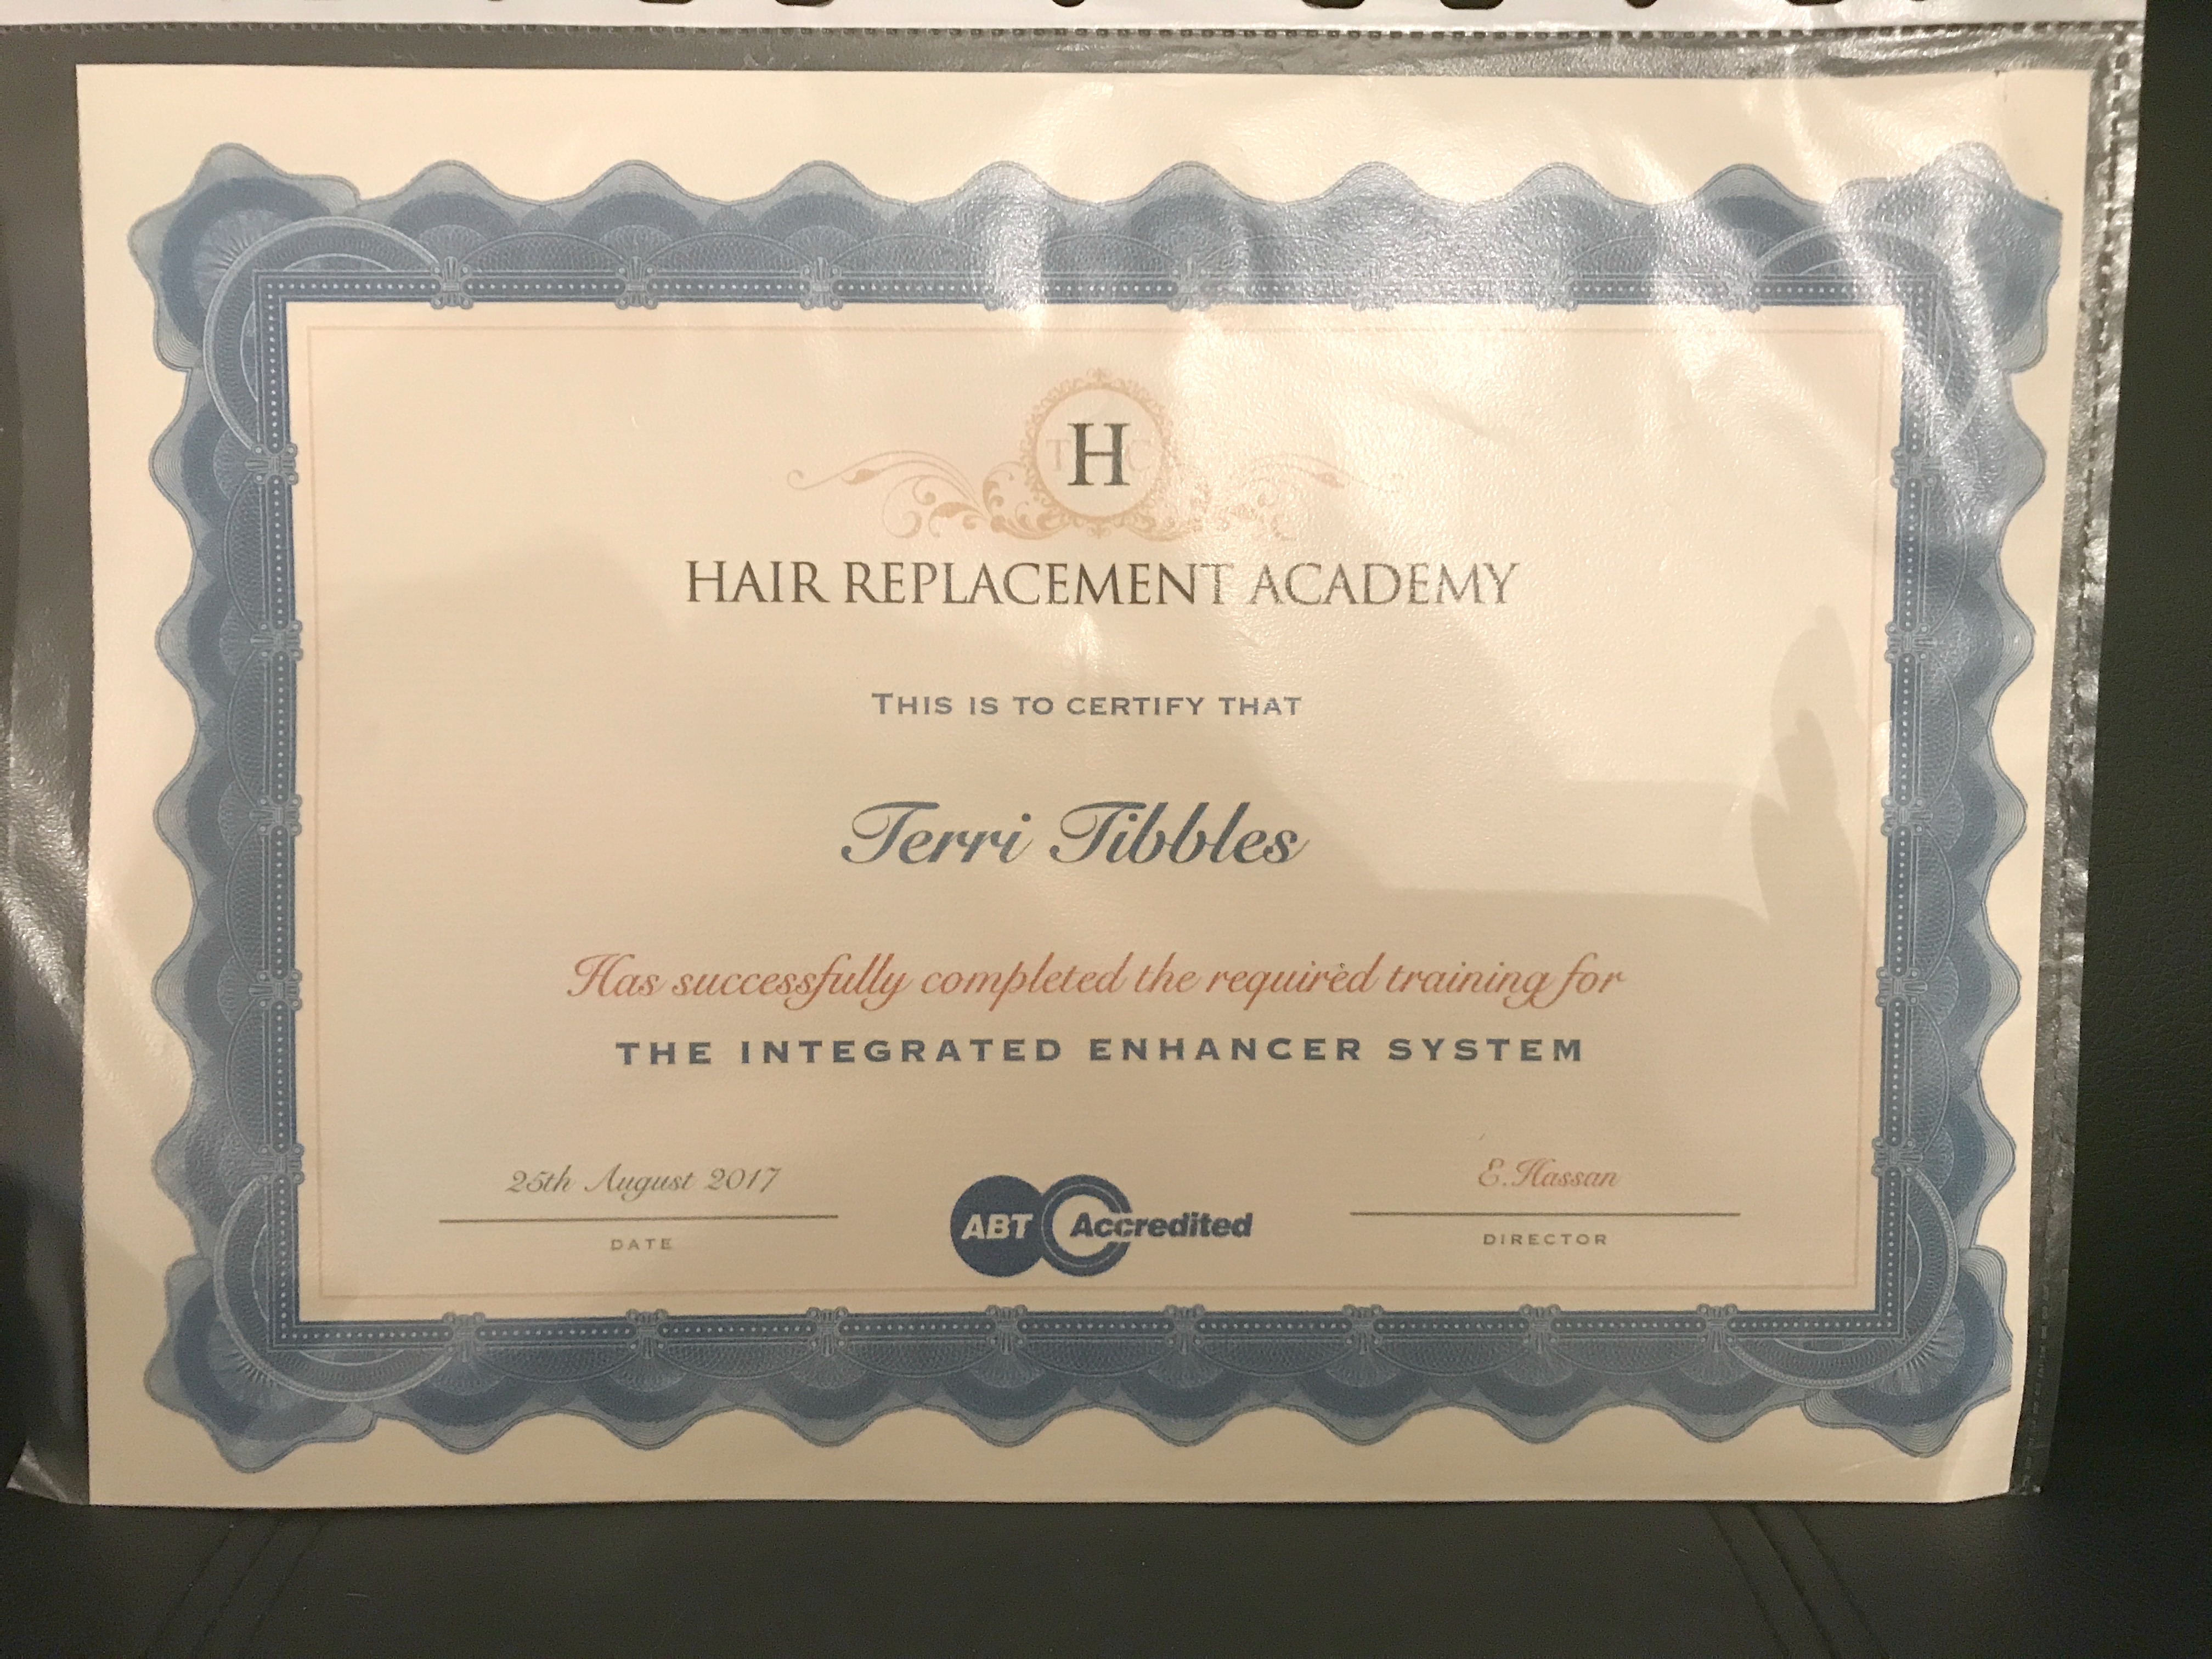 T H C
HAIR REPLACEMENT ACADEMY
THIS IS TO CERTIFY THAT
Terri Tibbles
Has successfully completed the required training for
THE INTEGRATED ENHANCER SYSTEM
25th August 2017
DATE
ABT Accredited
E.Hassan
DIRECTOR